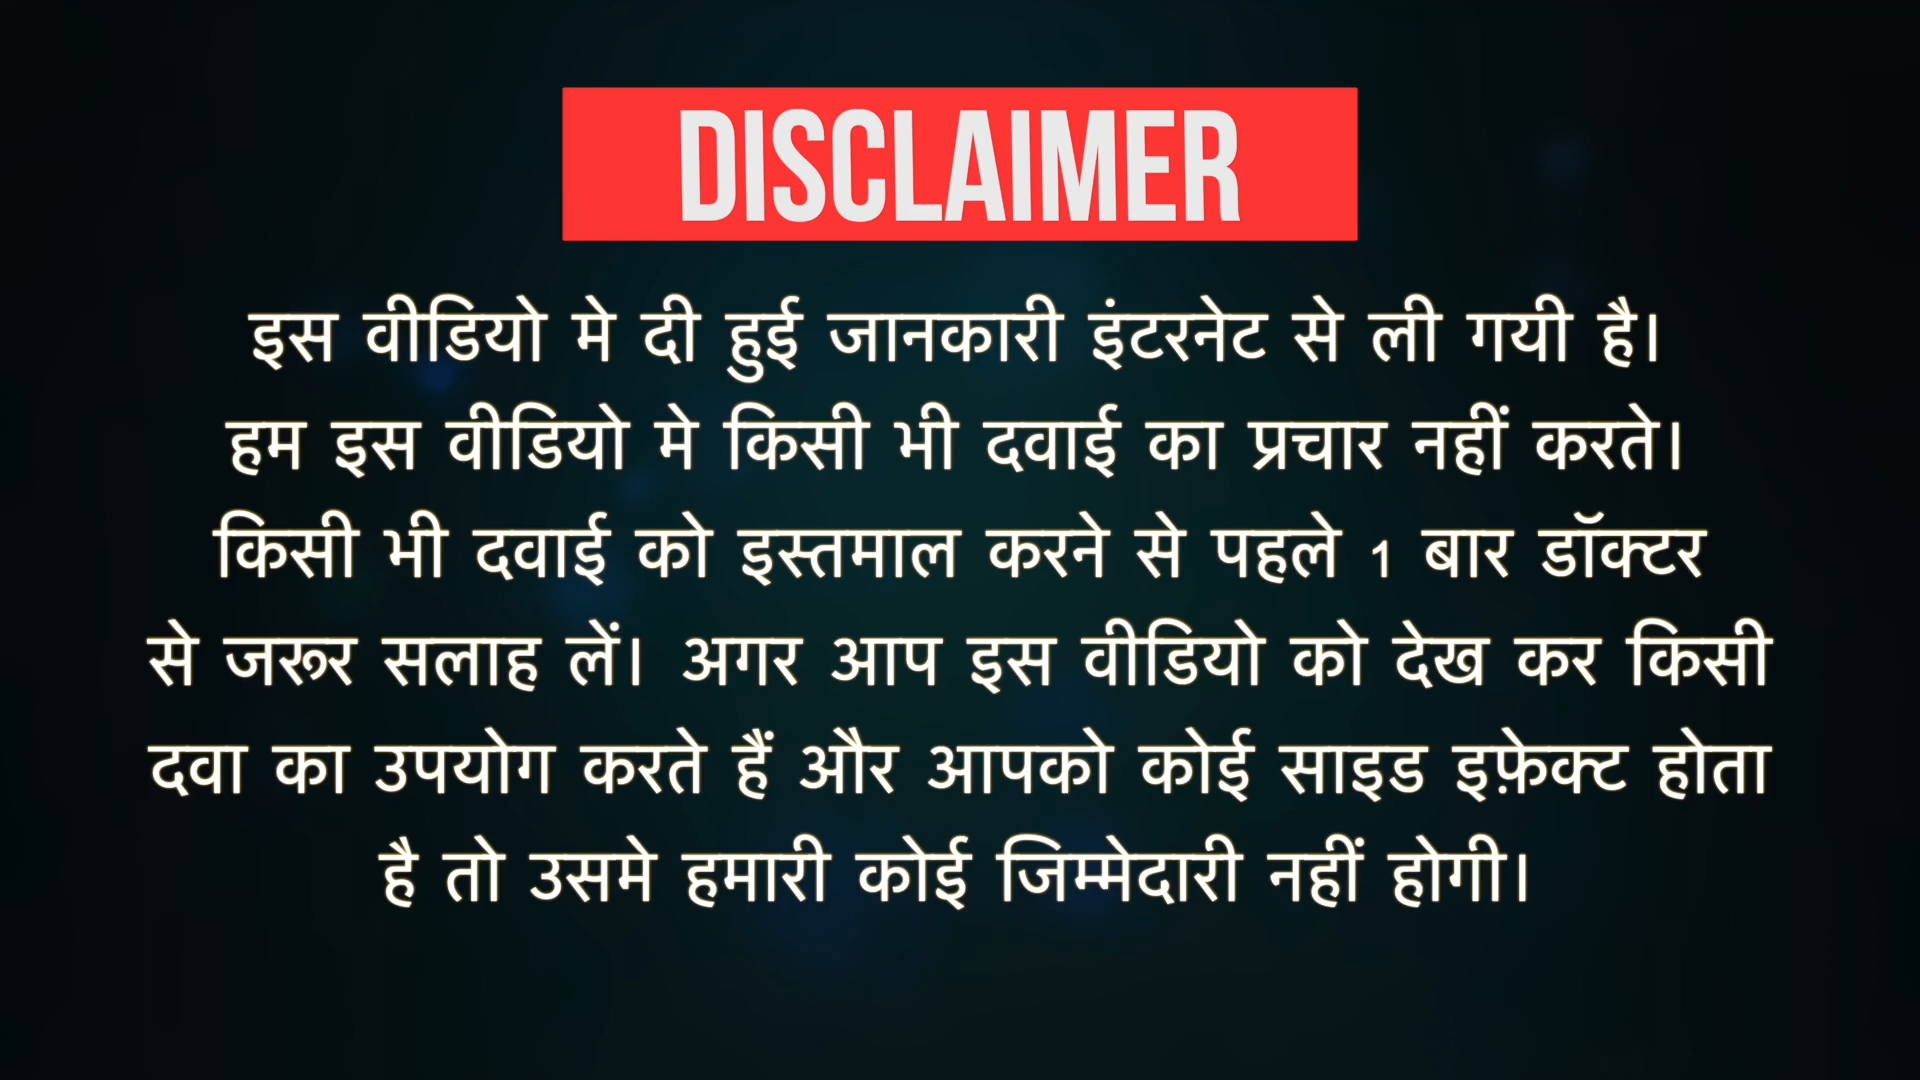 DISCLAIMER
इस वीडियो मे दी हुई जानकारी इंटरनेट से ली गयी है।
हम इस वीडियो मे किसी भी दवाई का प्रचार नहीं करते।
किसी भी दवाई को इस्तमाल करने से पहले 1 बार डॉक्टर
से जरूर सलाह लें। अगर आप इस वीडियो को देख कर किसी
दवा का उपयोग करते हैं और आपको कोई साइड इफ़ेक्ट होता
है तो उसमे हमारी कोई जिम्मेदारी नहीं होगी।